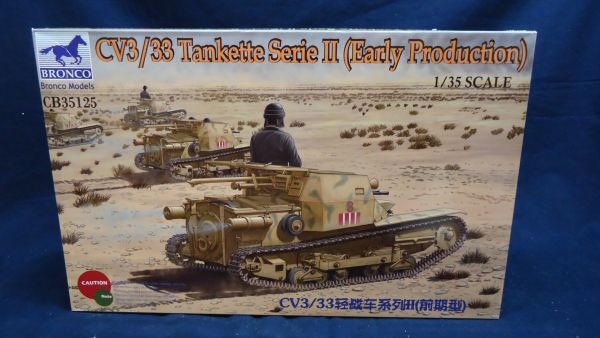 CV3/33 Tankette Serie II (Early Production)
1/35 SCALE
BRONCO
Bronco Models
CB35125
CAUTION
CV3/33轻战车系列II(前期型)